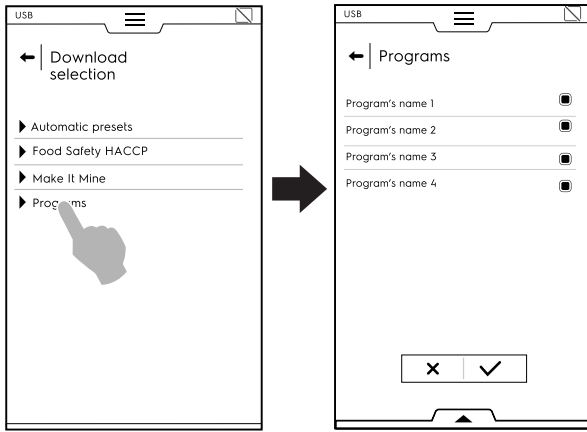 USB
Download
selection
Automatic presets
Food Safety HACCP
Make It Mine
Programs
USB
Programs
Program's name 1
Program's name 2
Program's name 3
Program's name 4